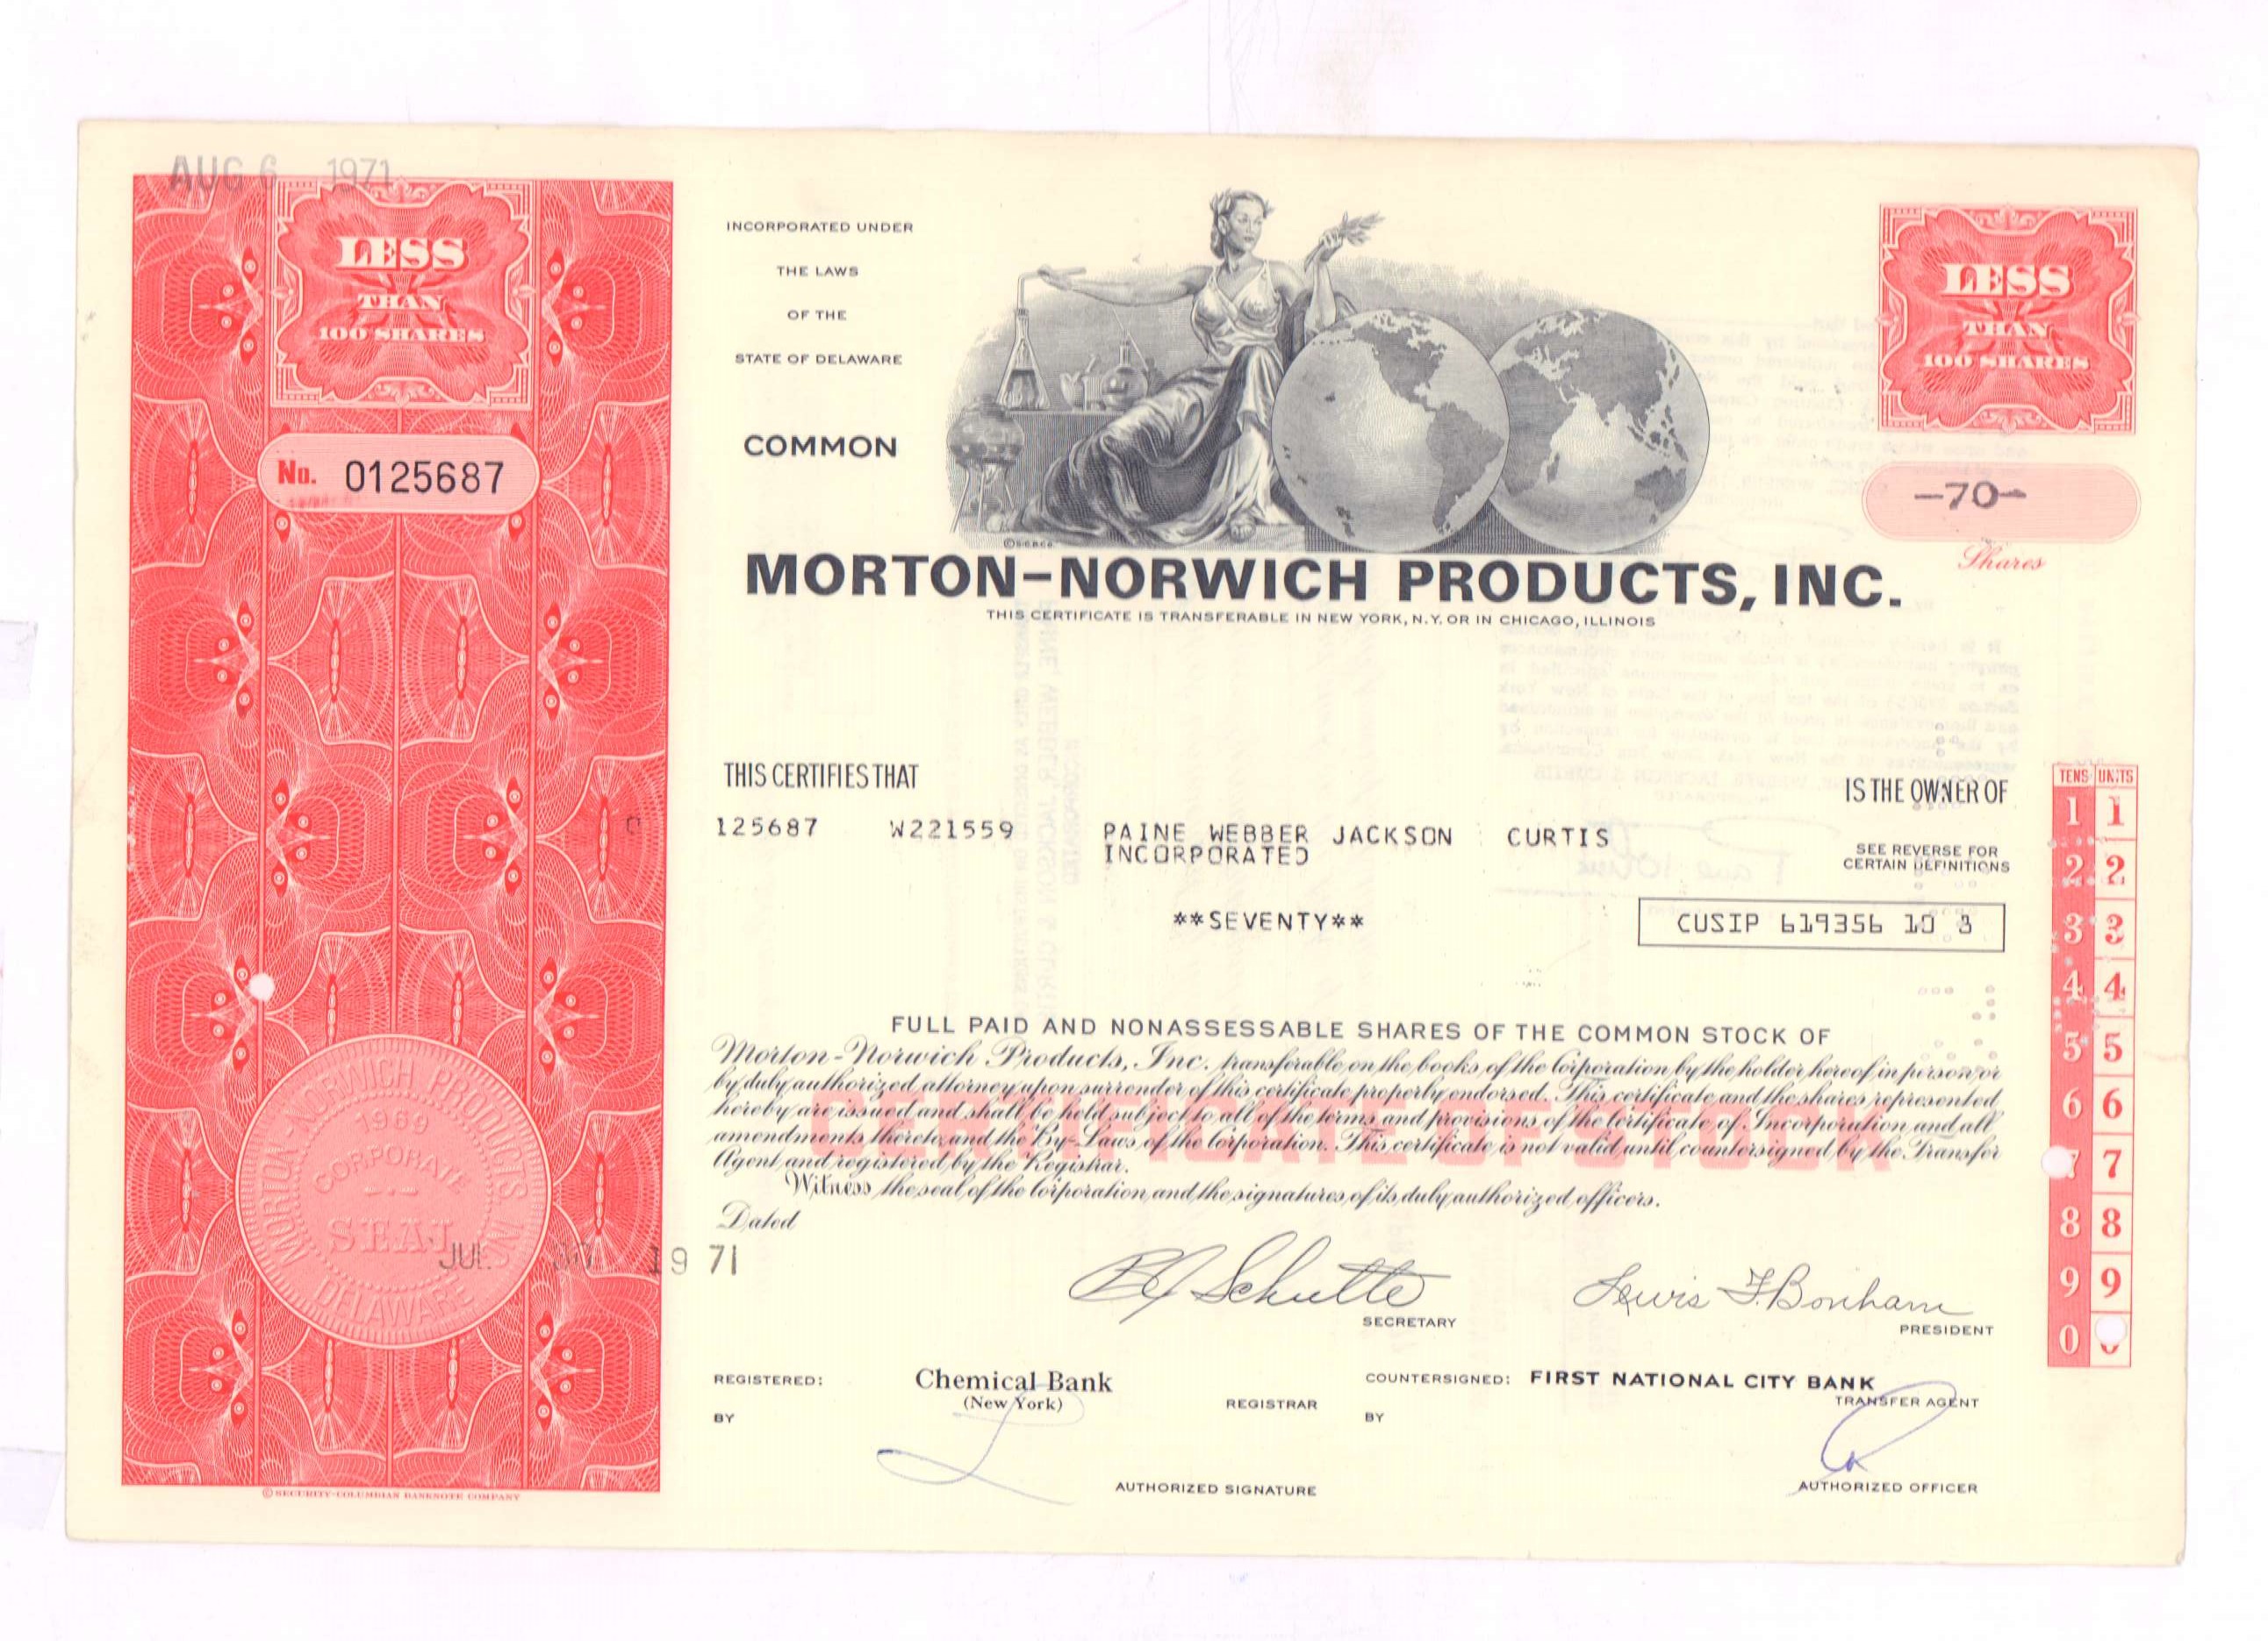 AUG 6 1971
LESS
THAN
100 SHARES
No. 0125687
INCORPORATED UNDER
THE LAWS
OF THE
STATE OF DELAWARE
COMMON
LESS
THAN
100 SHARES
—70—
Shares
©S-C.B.Co.
MORTON-NORWICH PRODUCTS, INC.
THIS CERTIFICATE IS TRANSFERABLE IN NEW YORK, N.Y. OR IN CHICAGO, ILLINOIS
THIS CERTIFIES THAT
IS THE OWNER OF
125687 W221559 PAINE WEBBER JACKSON CURTIS
INCORPORATED
SEE REVERSE FOR
CERTAIN DEFINITIONS
**SEVENTY**
CUSIP 619356 10 3
TENS UNITS
1 1
2 2
3 3
4 4
5 5
6 6
7 7
8 8
9 9
0
FULL PAID AND NONASSESSABLE SHARES OF THE COMMON STOCK OF
Morton-Norwich Products, Inc. transferable on the books of the Corporation by the holder hereof in person or
by duly authorized attorney upon surrender of this certificate properly endorsed. This certificate and the shares represented
hereby are issued and shall be held subject to all of the terms and provisions of the Certificate of Incorporation and all
amendments thereto and the By-Laws of the Corporation. This certificate is not valid until countersigned by the Transfer
Agent and registered by the Registrar.
CERTIFICATE OF STOCK
Witness the seal of the Corporation and the signatures of its duly authorized officers.
Dated
JUL 30 1971
MORTON-NORWICH PRODUCTS, INC.
1969
CORPORATE
SEAL
DELAWARE
Schutte
SECRETARY
Lewis F. Bonham
PRESIDENT
REGISTERED: Chemical Bank
(New York)
REGISTRAR
BY
AUTHORIZED SIGNATURE
COUNTERSIGNED: FIRST NATIONAL CITY BANK
TRANSFER AGENT
BY
AUTHORIZED OFFICER
© SECURITY-COLUMBIAN BANKNOTE COMPANY